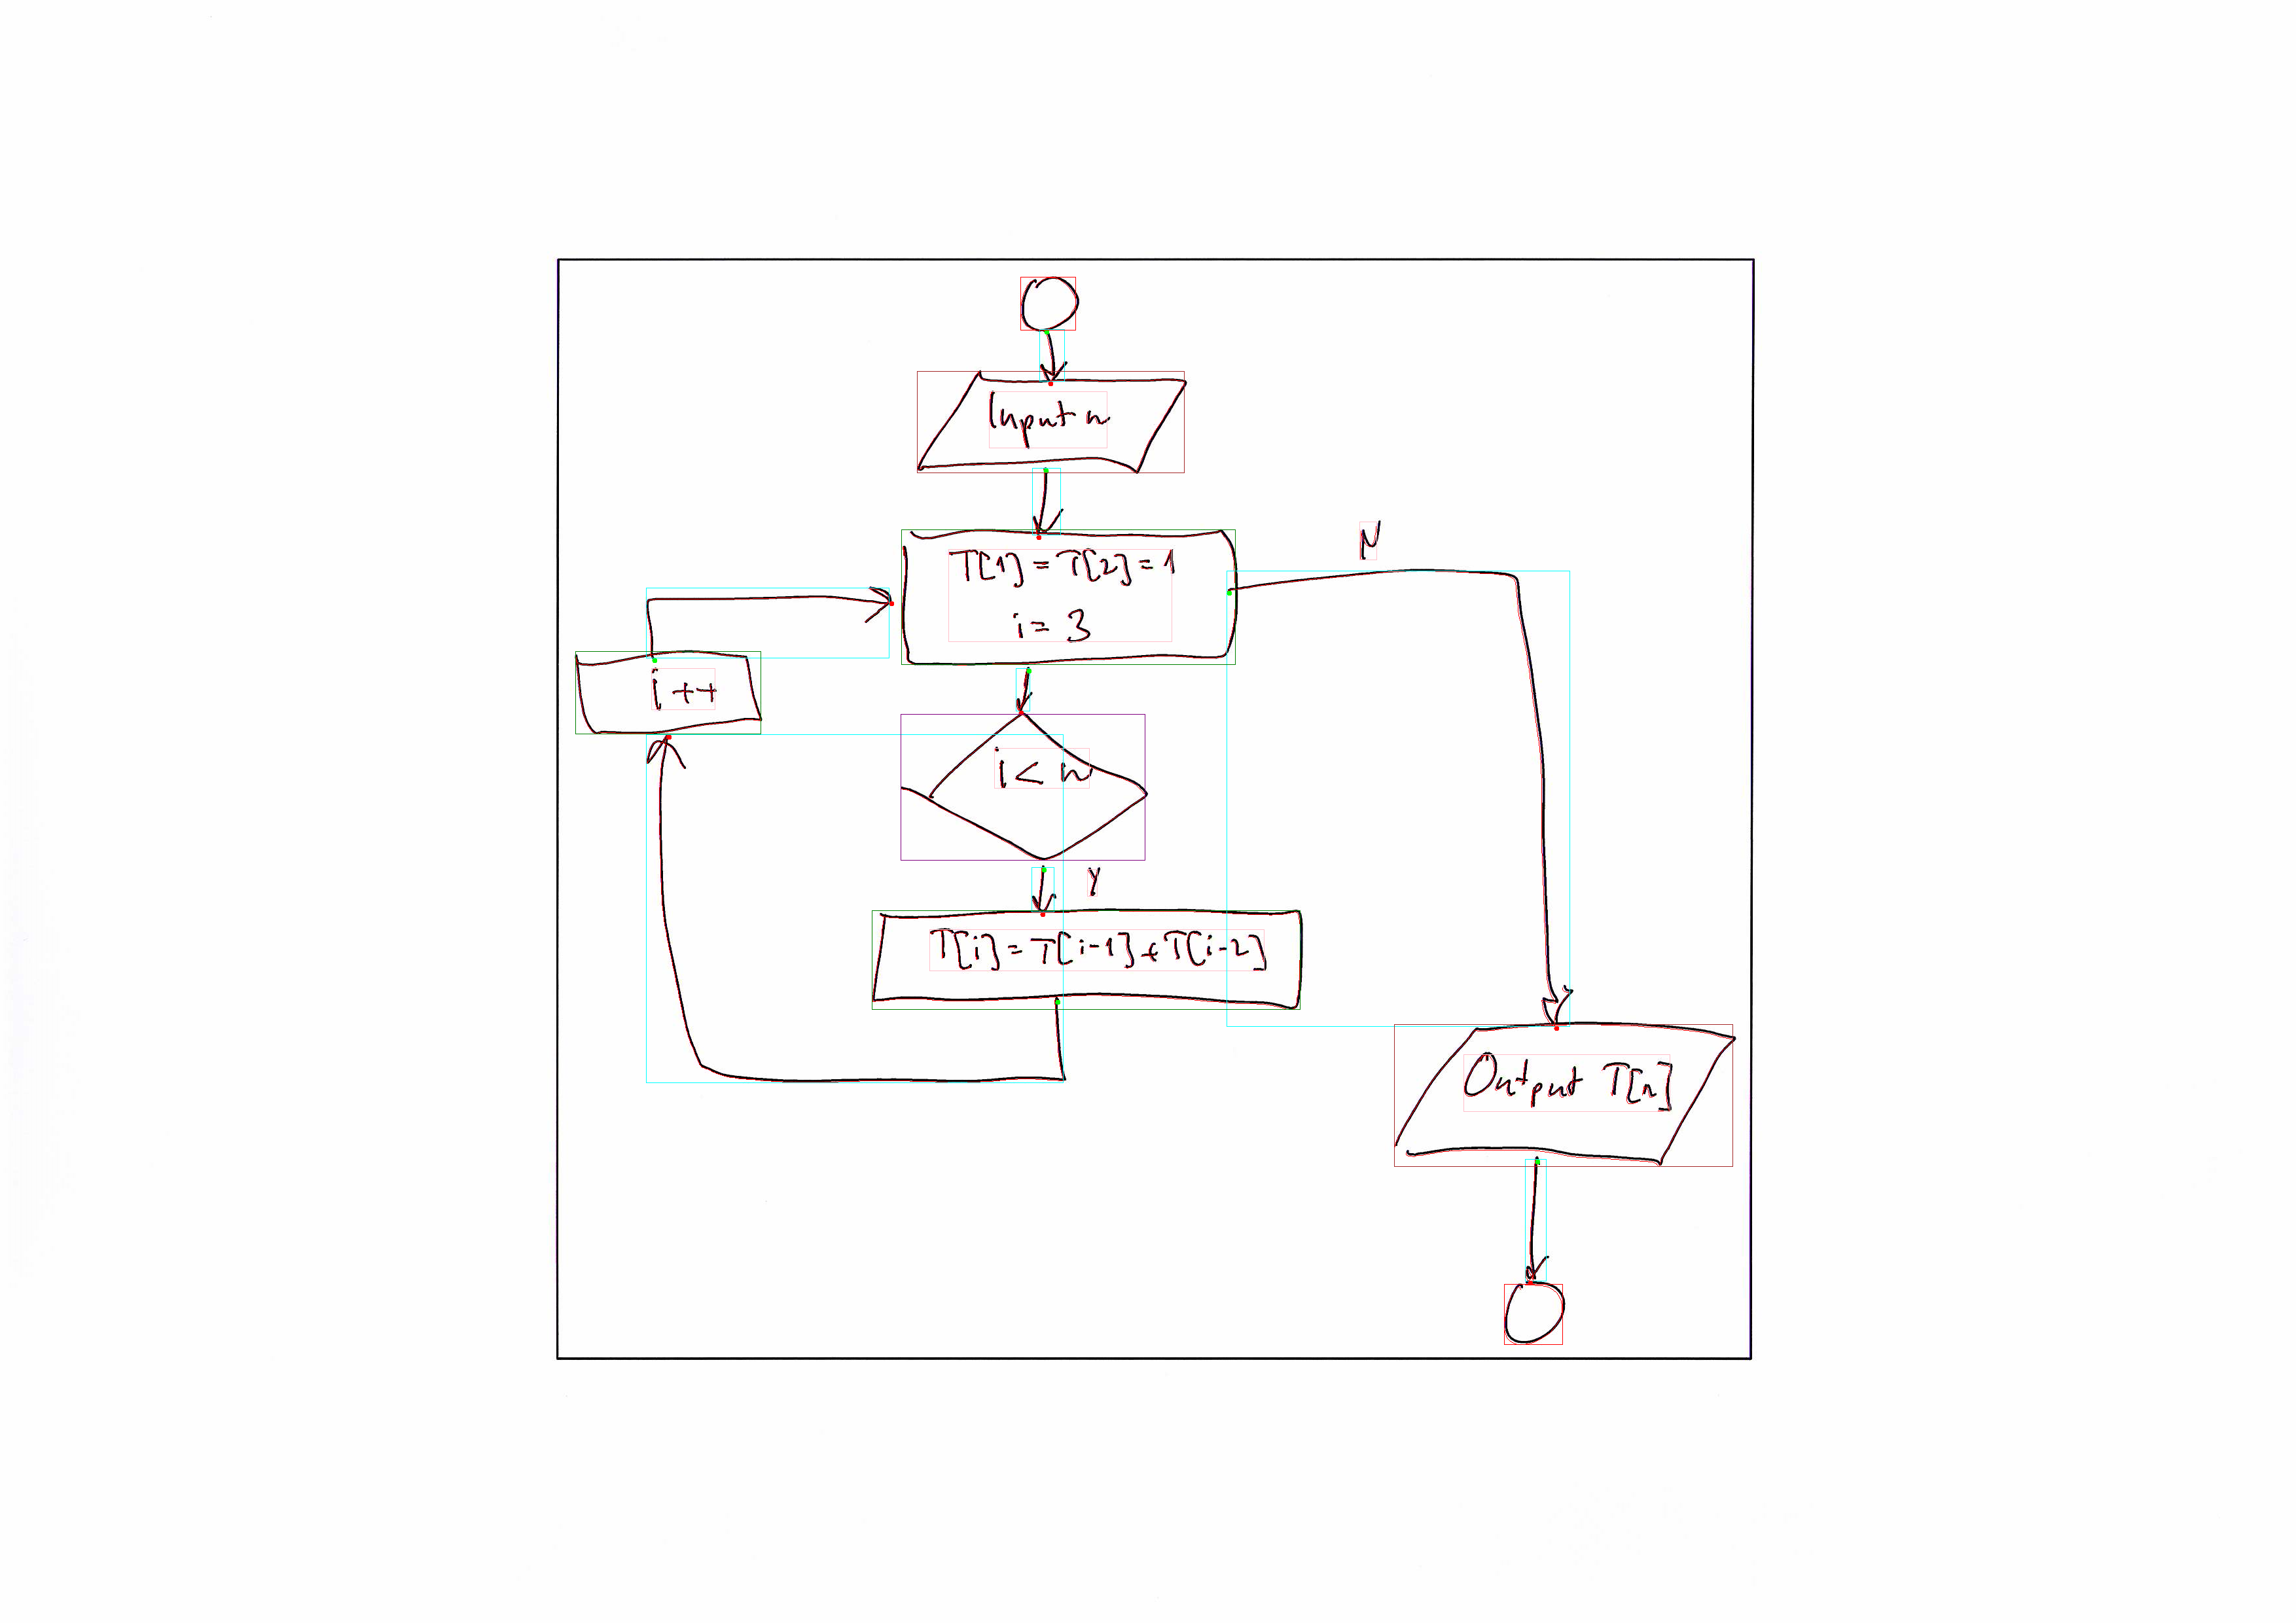 Input n
T[1] = T[2] = 1
i = 3
N
i ++
i < n
Y
T[i] = T[i-1] + T[i-2]
Output T[n]